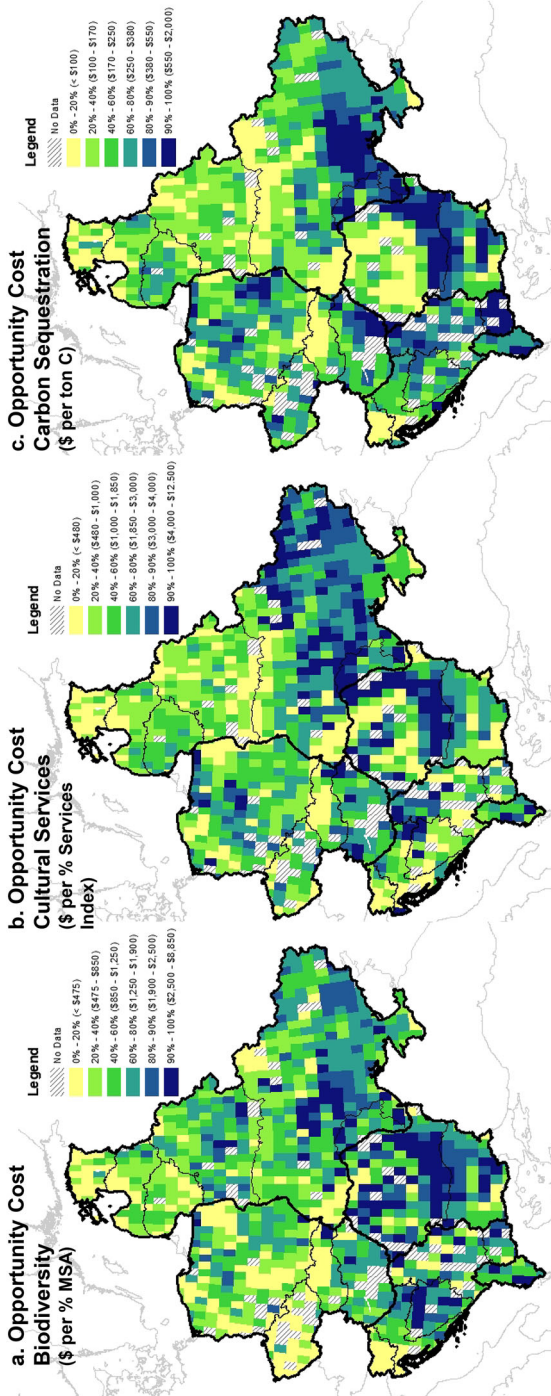 a. Opportunity Cost
Biodiversity
($ per % MSA)
Legend
No Data
0% - 20% (< $475)
20% - 40% ($475 - $850)
40% - 60% ($850 - $1,250)
60% - 80% ($1,250 - $1,900)
80% - 90% ($1,900 - $2,500)
90% - 100% ($2,500 - $8,850)
b. Opportunity Cost
Cultural Services
($ per % Services
Index)
Legend
No Data
0% - 20% (< $480)
20% - 40% ($480 - $1,000)
40% - 60% ($1,000 - $1,850)
60% - 80% ($1,850 - $3,000)
80% - 90% ($3,000 - $4,000)
90% - 100% ($4,000 - $12,500)
c. Opportunity Cost
Carbon Sequestration
($ per ton C)
Legend
No Data
0% - 20% (< $100)
20% - 40% ($100 - $170)
40% - 60% ($170 - $250)
60% - 80% ($250 - $380)
80% - 90% ($380 - $550)
90% - 100% ($550 - $2,000)